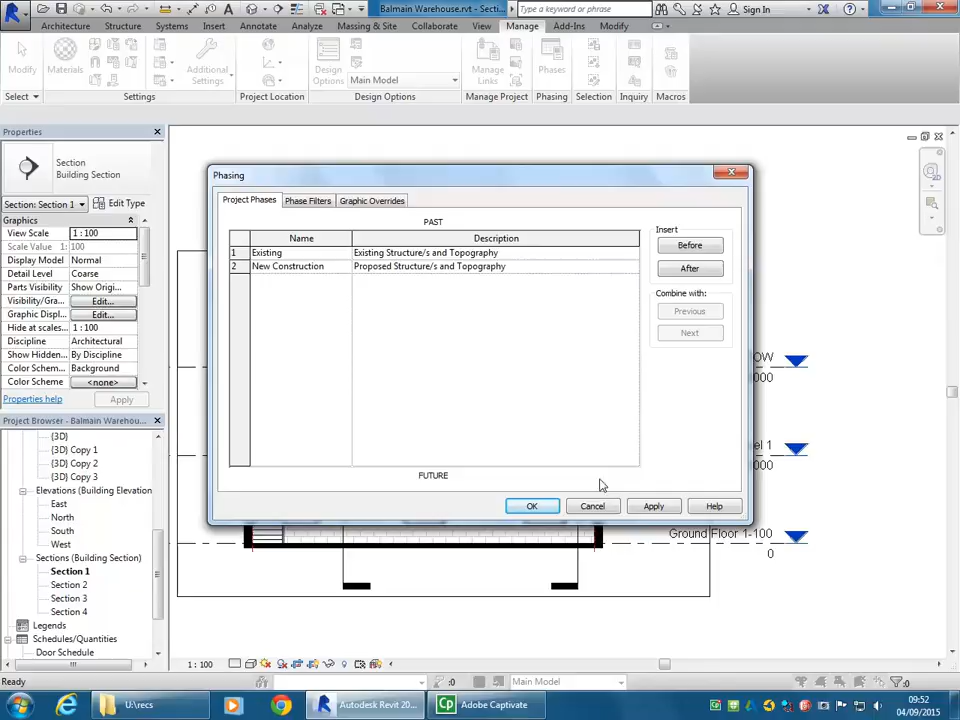 Balmain Warehouse.rvt - Secti...
Type a keyword or phrase
Sign In
Architecture Structure Systems Insert Annotate Analyze Massing & Site Collaborate View Manage Add-Ins Modify
Modify
Materials
Additional
Settings
Design
Options
Main Model
Manage
Links
Phases
Select
Settings
Project Location
Design Options
Manage Project
Phasing
Selection
Inquiry
Macros
Properties
Section
Building Section
Section: Section 1
Edit Type
Graphics
View Scale 1 : 100
Scale Value 1: 100
Display Model Normal
Detail Level Coarse
Parts Visibility Show Origi...
Visibility/Gra... Edit...
Graphic Displ... Edit...
Hide at scales... 1 : 100
Discipline Architectural
Show Hidden... By Discipline
Color Schem... Background
Color Scheme <none>
Properties help
Apply
Project Browser - Balmain Warehou...
{3D}
{3D} Copy 1
{3D} Copy 2
{3D} Copy 3
Elevations (Building Elevation
East
North
South
West
Sections (Building Section)
Section 1
Section 2
Section 3
Section 4
Legends
Schedules/Quantities
Door Schedule
Phasing
Project Phases
Phase Filters
Graphic Overrides
PAST
Name Description
1 Existing Existing Structure/s and Topography
2 New Construction Proposed Structure/s and Topography
FUTURE
Insert
Before
After
Combine with:
Previous
Next
OK
Cancel
Apply
Help
OW
000
el 1
000
Ground Floor 1-100
0
1 : 100
Ready
:0
Main Model
:0
U:\recs
Autodesk Revit 20...
Adobe Captivate
09:52
04/09/2015